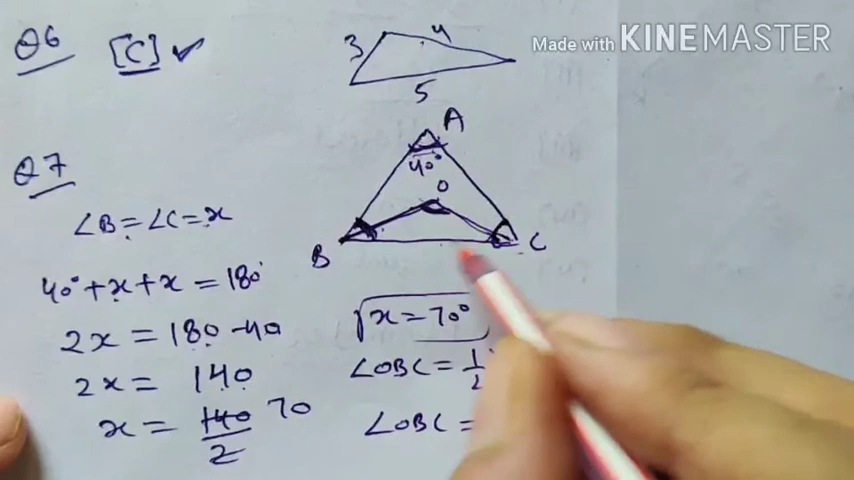 Q6 [C] ✓
3 4
5
Made with KINEMASTER
Q7
A
40°
O
B C
∠B = ∠C = x
40° + x + x = 180°
2x = 180 - 40
2x = 140
x = 140/2 70
x = 70°
∠OBC = 1/2
∠OBC =